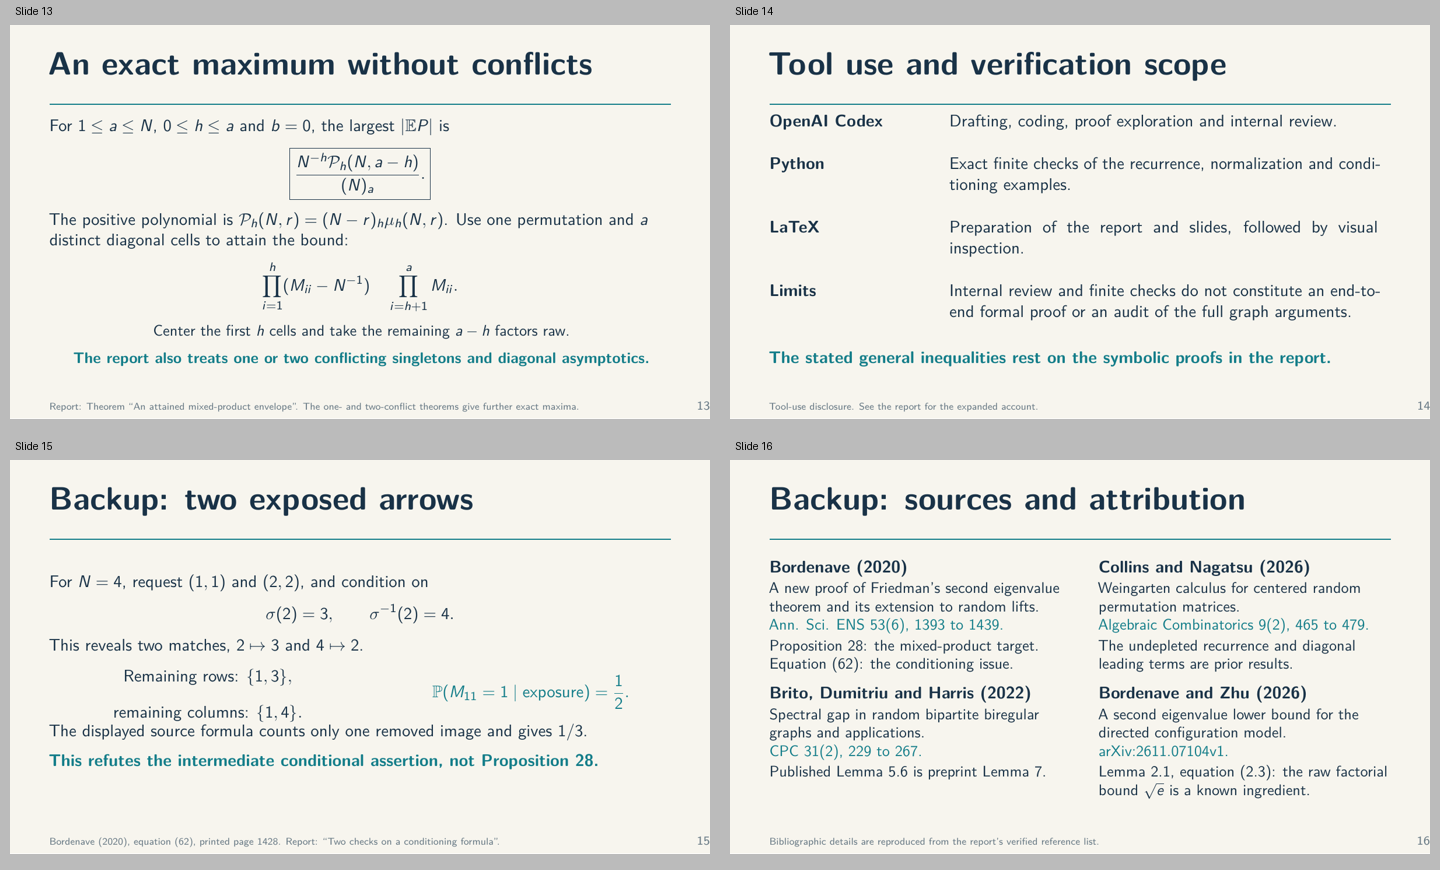 Slide 13
An exact maximum without conflicts
For 1 ≤ a ≤ N, 0 ≤ h ≤ a and b = 0, the largest |𝔼P| is
N⁻ʰ𝒫ₕ(N, a − h)
(N)ₐ
.
The positive polynomial is 𝒫ₕ(N, r) = (N − r)ₕμₕ(N, r). Use one permutation and a
distinct diagonal cells to attain the bound:
∏_{i=1}^{h} (M_{ii} − N⁻¹) ∏_{i=h+1}^{a} M_{ii}.
Center the first h cells and take the remaining a − h factors raw.
The report also treats one or two conflicting singletons and diagonal asymptotics.
Report: Theorem “An attained mixed-product envelope”. The one- and two-conflict theorems give further exact maxima.
13
Slide 14
Tool use and verification scope
OpenAI Codex
Drafting, coding, proof exploration and internal review.
Python
Exact finite checks of the recurrence, normalization and condi-
tioning examples.
LaTeX
Preparation of the report and slides, followed by visual
inspection.
Limits
Internal review and finite checks do not constitute an end-to-
end formal proof or an audit of the full graph arguments.
The stated general inequalities rest on the symbolic proofs in the report.
Tool-use disclosure. See the report for the expanded account.
14
Slide 15
Backup: two exposed arrows
For N = 4, request (1, 1) and (2, 2), and condition on
σ(2) = 3, σ⁻¹(2) = 4.
This reveals two matches, 2 ↦ 3 and 4 ↦ 2.
Remaining rows: {1, 3},
remaining columns: {1, 4}.
ℙ(M₁₁ = 1 | exposure) = 1/2.
The displayed source formula counts only one removed image and gives 1/3.
This refutes the intermediate conditional assertion, not Proposition 28.
Bordenave (2020), equation (62), printed page 1428. Report: “Two checks on a conditioning formula”.
15
Slide 16
Backup: sources and attribution
Bordenave (2020)
A new proof of Friedman’s second eigenvalue
theorem and its extension to random lifts.
Ann. Sci. ENS 53(6), 1393 to 1439.
Proposition 28: the mixed-product target.
Equation (62): the conditioning issue.
Brito, Dumitriu and Harris (2022)
Spectral gap in random bipartite biregular
graphs and applications.
CPC 31(2), 229 to 267.
Published Lemma 5.6 is preprint Lemma 7.
Collins and Nagatsu (2026)
Weingarten calculus for centered random
permutation matrices.
Algebraic Combinatorics 9(2), 465 to 479.
The undepleted recurrence and diagonal
leading terms are prior results.
Bordenave and Zhu (2026)
A second eigenvalue lower bound for the
directed configuration model.
arXiv:2611.07104v1.
Lemma 2.1, equation (2.3): the raw factorial
bound √e is a known ingredient.
Bibliographic details are reproduced from the report’s verified reference list.
16